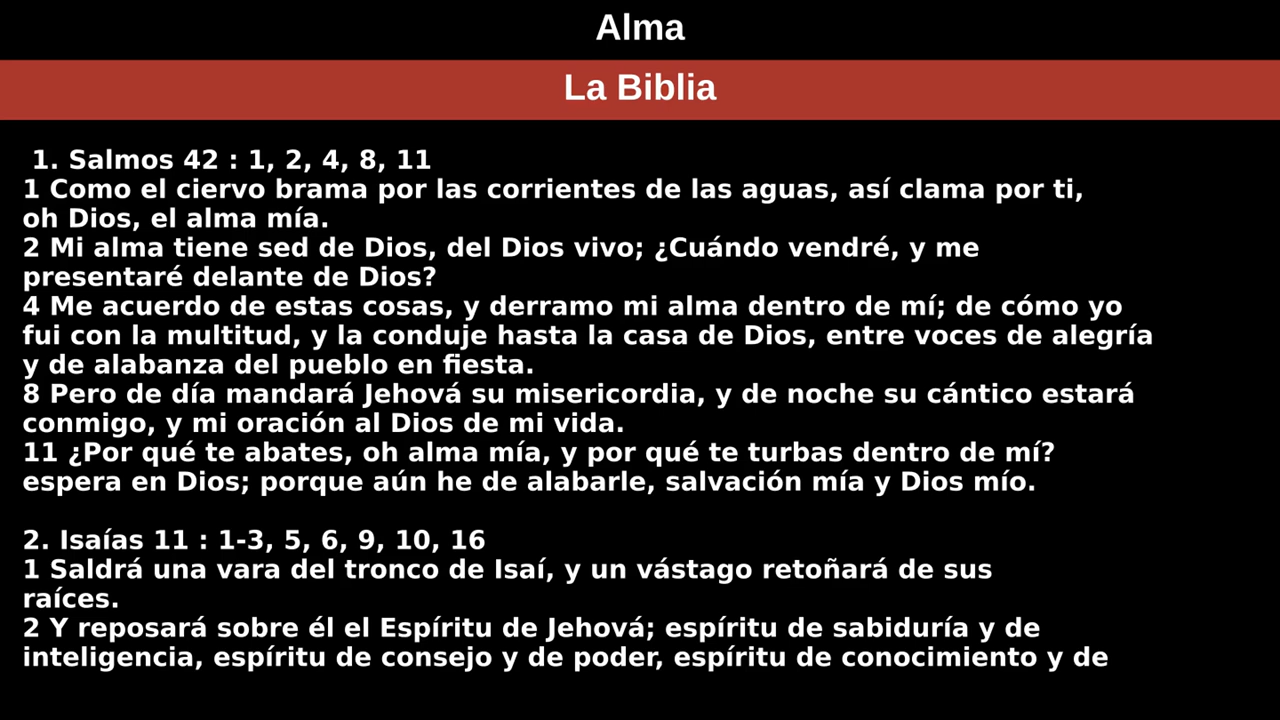 Alma
La Biblia
1. Salmos 42 : 1, 2, 4, 8, 11
1 Como el ciervo brama por las corrientes de las aguas, así clama por ti,
oh Dios, el alma mía.
2 Mi alma tiene sed de Dios, del Dios vivo; ¿Cuándo vendré, y me
presentaré delante de Dios?
4 Me acuerdo de estas cosas, y derramo mi alma dentro de mí; de cómo yo
fui con la multitud, y la conduje hasta la casa de Dios, entre voces de alegría
y de alabanza del pueblo en fiesta.
8 Pero de día mandará Jehová su misericordia, y de noche su cántico estará
conmigo, y mi oración al Dios de mi vida.
11 ¿Por qué te abates, oh alma mía, y por qué te turbas dentro de mí?
espera en Dios; porque aún he de alabarle, salvación mía y Dios mío.
2. Isaías 11 : 1-3, 5, 6, 9, 10, 16
1 Saldrá una vara del tronco de Isaí, y un vástago retoñará de sus
raíces.
2 Y reposará sobre él el Espíritu de Jehová; espíritu de sabiduría y de
inteligencia, espíritu de consejo y de poder, espíritu de conocimiento y de